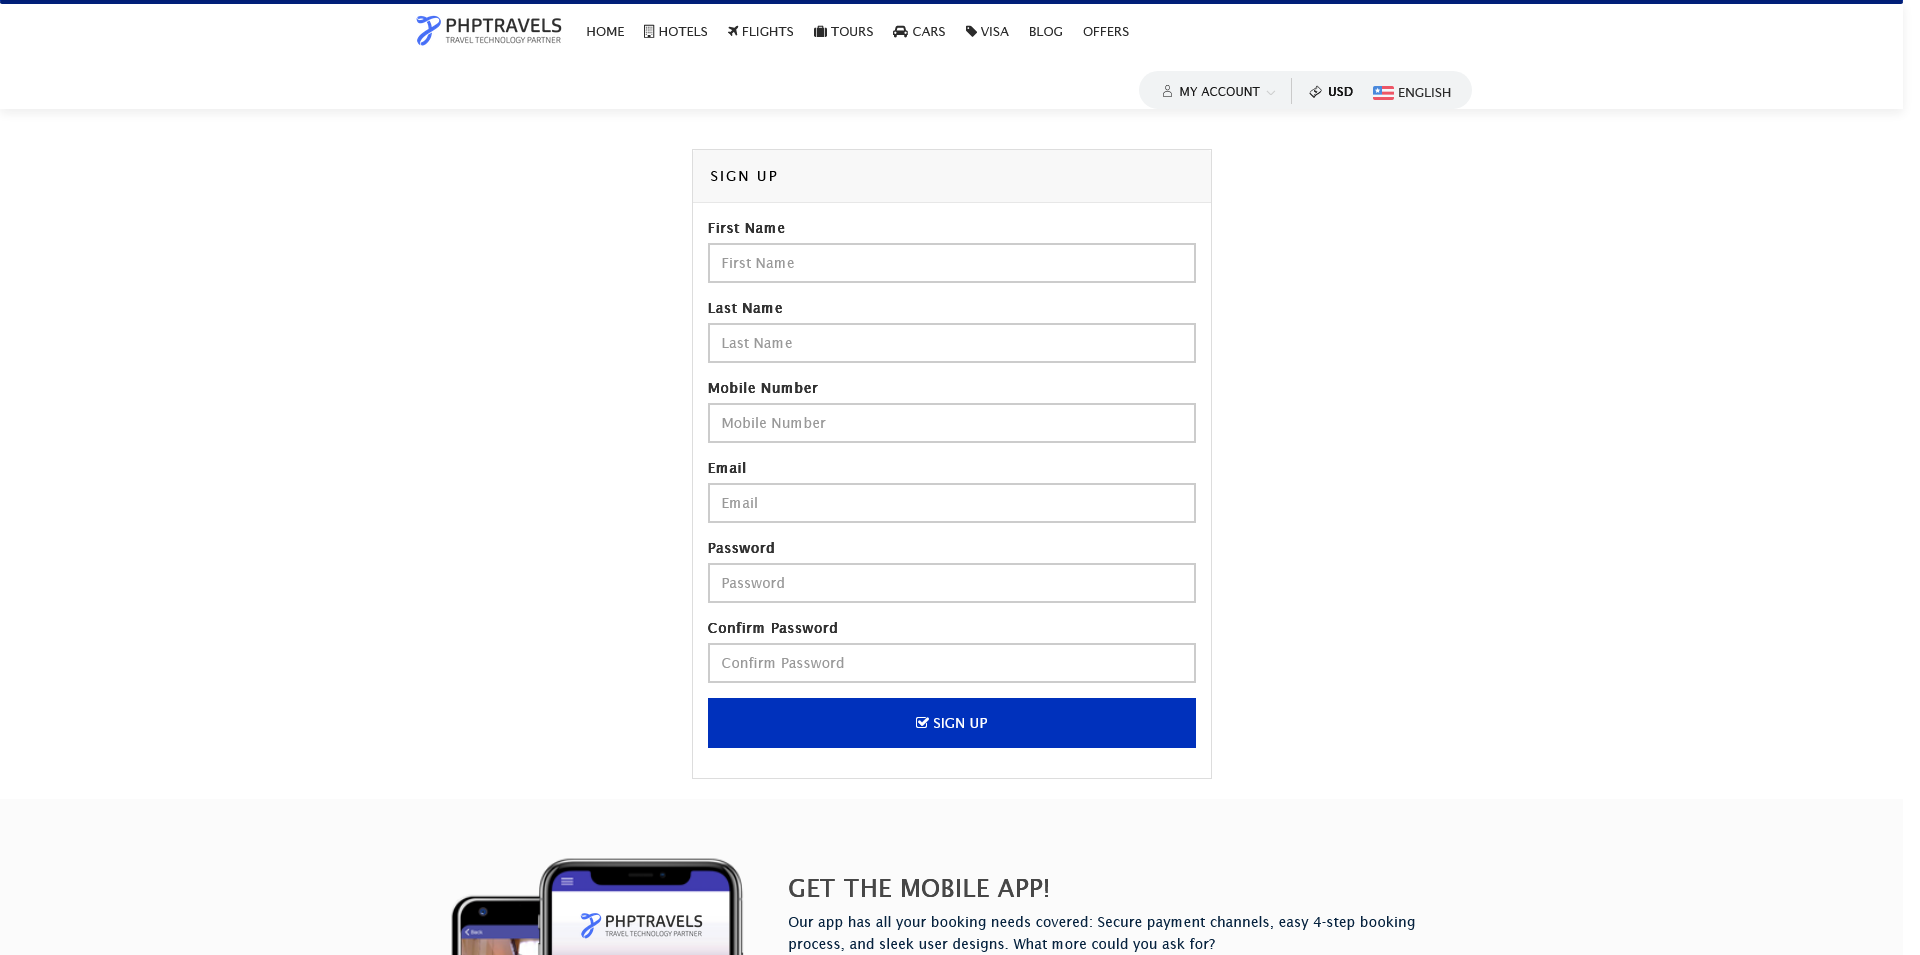 PHPTRAVELS
TRAVEL TECHNOLOGY PARTNER
HOME HOTELS FLIGHTS TOURS CARS VISA BLOG OFFERS
MY ACCOUNT USD ENGLISH
SIGN UP
First Name
First Name
Last Name
Last Name
Mobile Number
Mobile Number
Email
Email
Password
Password
Confirm Password
Confirm Password
SIGN UP
GET THE MOBILE APP!
Our app has all your booking needs covered: Secure payment channels, easy 4-step booking
process, and sleek user designs. What more could you ask for?
PHPTRAVELS
TRAVEL TECHNOLOGY PARTNER
Back